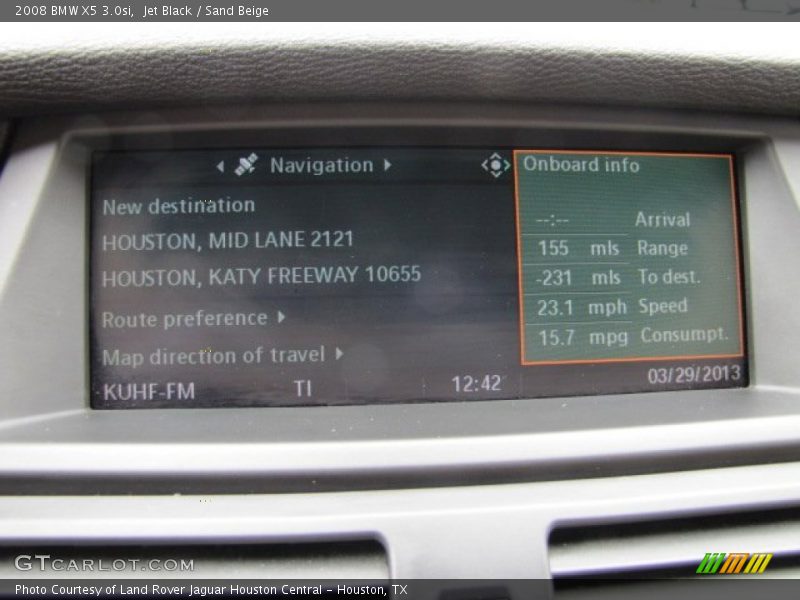 2008 BMW X5 3.0si,  Jet Black / Sand Beige
Navigation
New destination
HOUSTON, MID LANE 2121
HOUSTON, KATY FREEWAY 10655
Route preference
Map direction of travel
KUHF-FM TI 12:42 03/29/2013
Onboard info
--:-- Arrival
155 mls Range
-231 mls To dest.
23.1 mph Speed
15.7 mpg Consumpt.
GTCARLOT.COM
Photo Courtesy of Land Rover Jaguar Houston Central - Houston, TX